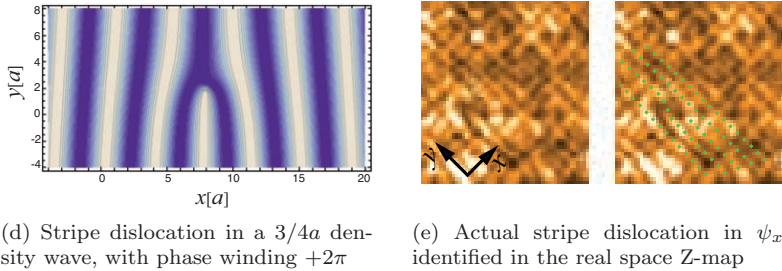 8
6
4
2
0
-2
-4
y[a]
0 5 10 15 20
x[a]
y x
(d) Stripe dislocation in a 3/4a den-
sity wave, with phase winding +2π
(e) Actual stripe dislocation in ψx
identified in the real space Z-map